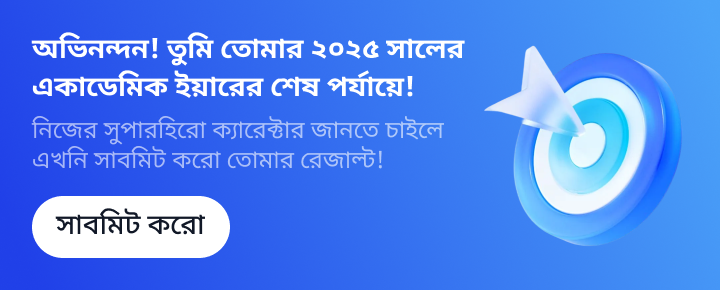 অভিনন্দন! তুমি তোমার ২০২৫ সালের
একাডেমিক ইয়ারের শেষ পর্যায়ে!
নিজের সুপারহিরো ক্যারেক্টার জানতে চাইলে
এখনি সাবমিট করো তোমার রেজাল্ট!
সাবমিট করো